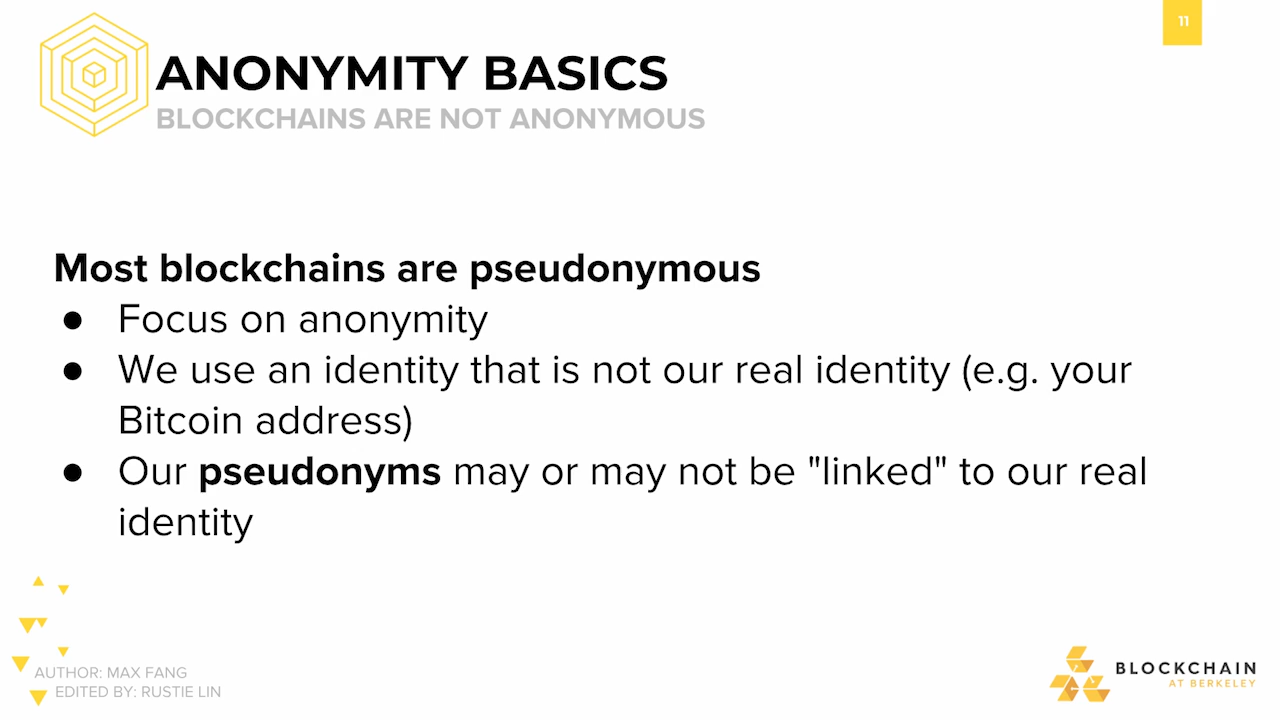 11
ANONYMITY BASICS
BLOCKCHAINS ARE NOT ANONYMOUS
Most blockchains are pseudonymous
● Focus on anonymity
● We use an identity that is not our real identity (e.g. your
Bitcoin address)
● Our pseudonyms may or may not be "linked" to our real
identity
AUTHOR: MAX FANG
EDITED BY: RUSTIE LIN
BLOCKCHAIN
AT BERKELEY